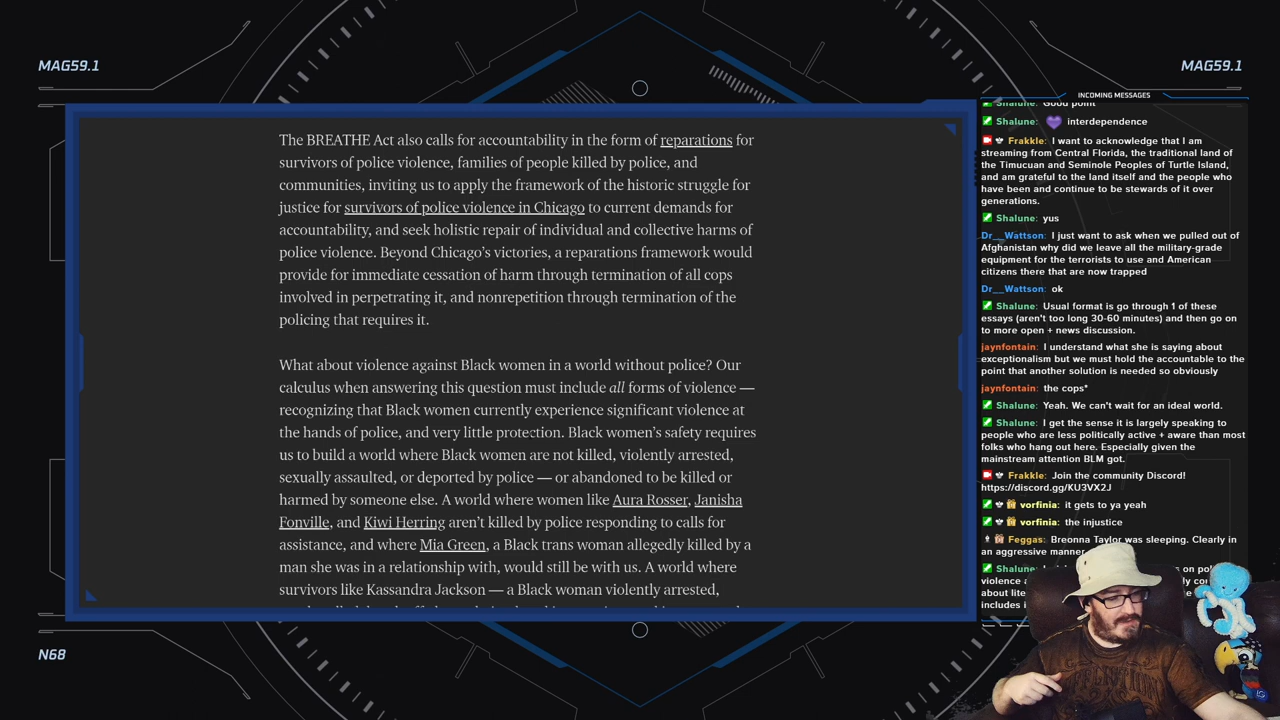 MAG59.1
MAG59.1
The BREATHE Act also calls for accountability in the form of reparations for
survivors of police violence, families of people killed by police, and
communities, inviting us to apply the framework of the historic struggle for
justice for survivors of police violence in Chicago to current demands for
accountability, and seek holistic repair of individual and collective harms of
police violence. Beyond Chicago's victories, a reparations framework would
provide for immediate cessation of harm through termination of all cops
involved in perpetrating it, and nonrepetition through termination of the
policing that requires it.
What about violence against Black women in a world without police? Our
calculus when answering this question must include all forms of violence —
recognizing that Black women currently experience significant violence at
the hands of police, and very little protection. Black women's safety requires
us to build a world where Black women are not killed, violently arrested,
sexually assaulted, or deported by police — or abandoned to be killed or
harmed by someone else. A world where women like Aura Rosser, Janisha
Fonville, and Kiwi Herring aren't killed by police responding to calls for
assistance, and where Mia Green, a Black trans woman allegedly killed by a
man she was in a relationship with, would still be with us. A world where
survivors like Kassandra Jackson — a Black woman violently arrested,
INCOMING MESSAGES
Shalune: Good point
Shalune: interdependence
Frakkle: I want to acknowledge that I am
streaming from Central Florida, the traditional land of
the Timucuan and Seminole Peoples of Turtle Island,
and am grateful to the land itself and the people who
have been and continue to be stewards of it over
generations.
Shalune: yus
Dr__Wattson: I just want to ask when we pulled out of
Afghanistan why did we leave all the military-grade
equipment for the terrorists to use and American
citizens there that are now trapped
Dr__Wattson: ok
Shalune: Usual format is go through 1 of these
essays (aren't too long 30-60 minutes) and then go on
to more open + news discussion.
jaynfontain: I understand what she is saying about
exceptionalism but we must hold the accountable to the
point that another solution is needed so obviously
jaynfontain: the cops*
Shalune: Yeah. We can't wait for an ideal world.
Shalune: I get the sense it is largely speaking to
people who are less politically active + aware than most
folks who hang out here. Especially given the
mainstream attention BLM got.
Frakkle: Join the community Discord!
https://discord.gg/KU3VX2J
vorfinia: it gets to ya yeah
vorfinia: the injustice
Feggas: Breonna Taylor was sleeping. Clearly in
an aggressive manner
Shalune: on pol
violence a
about lite
includes
N68